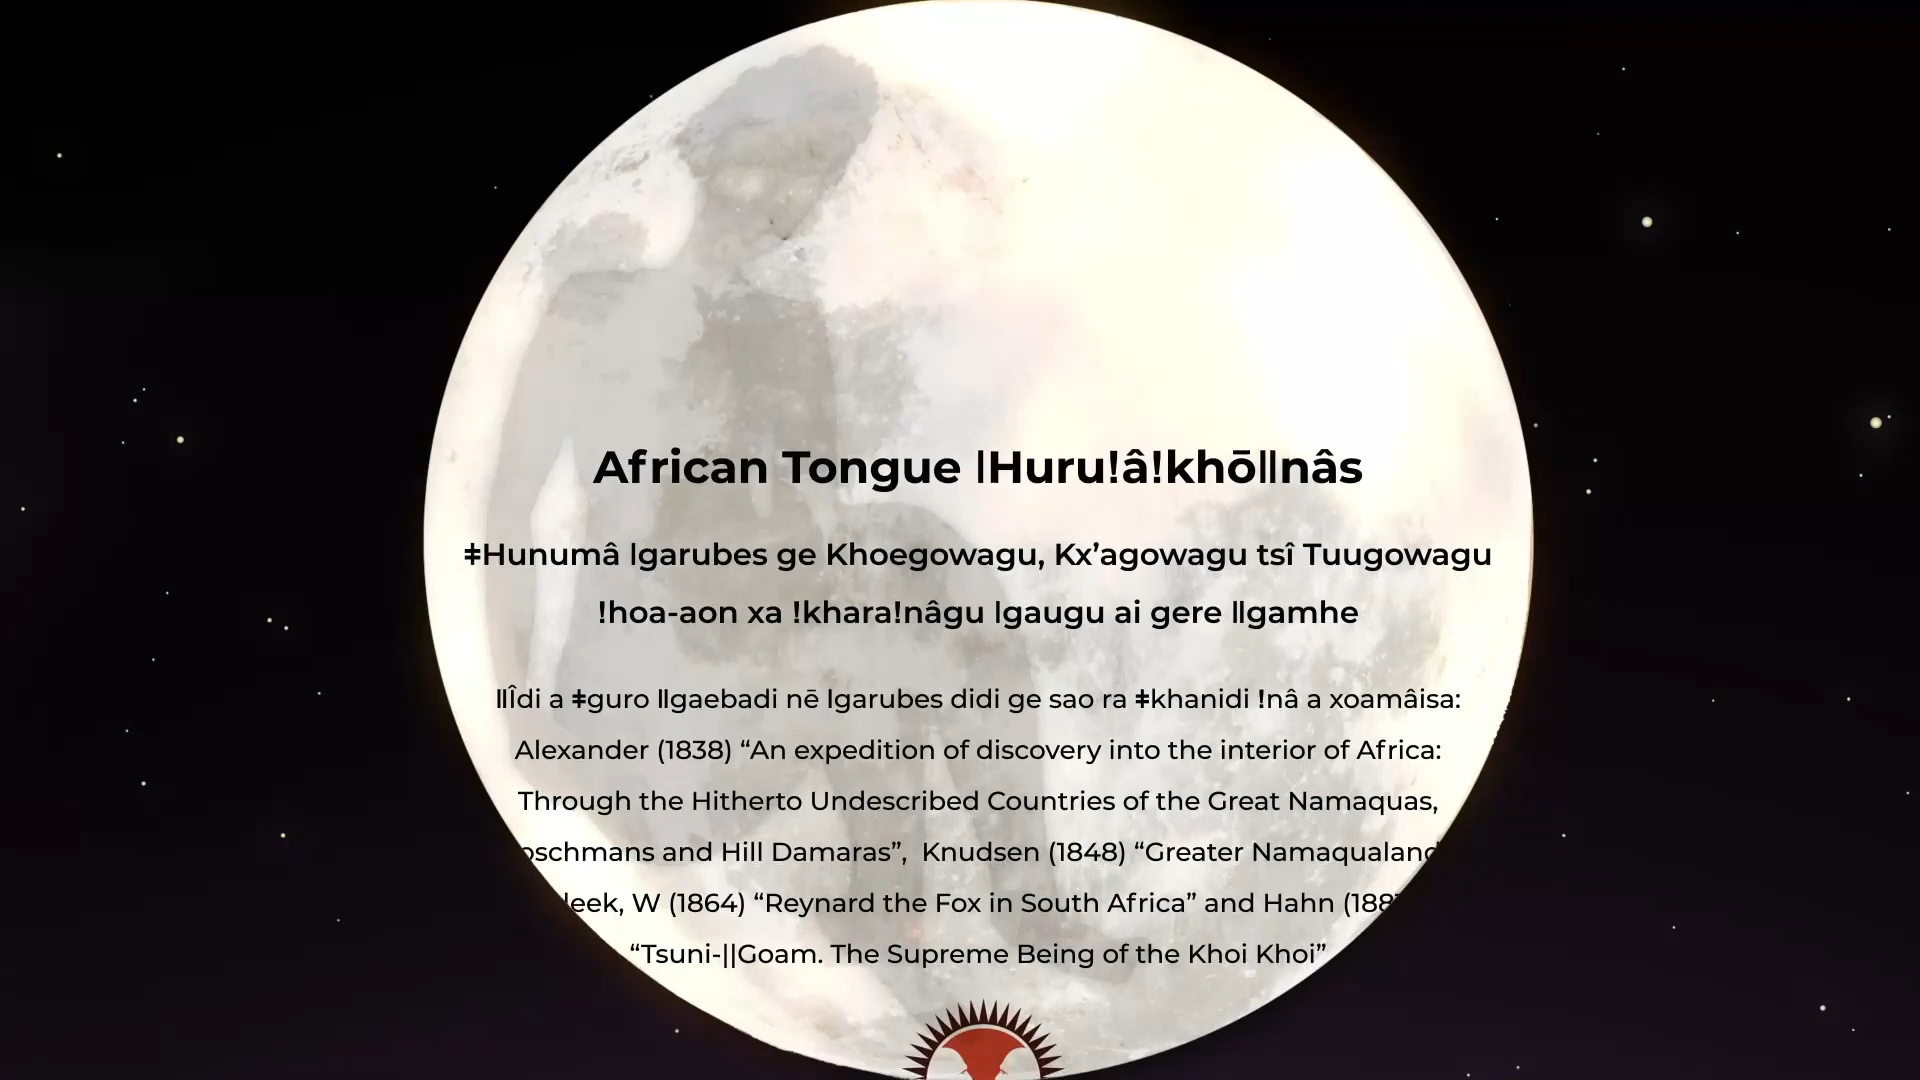 African Tongue ǀHuru!â!khōǁnâs
ǂHunumâ ǀgarubes ge Khoegowagu, Kx’agowagu tsî Tuugowagu
!hoa-aon xa !khara!nâgu ǀgaugu ai gere ǁgamhe
ǁÎdi a ǂguro ǁgaebadi nē ǀgarubes didi ge sao ra ǂkhanidi !nâ a xoamâisa:
Alexander (1838) “An expedition of discovery into the interior of Africa:
Through the Hitherto Undescribed Countries of the Great Namaquas,
and Hill Damaras”, Knudsen (1848) “Greater
W (1864) “Reynard the Fox in South Africa” and Hahn
“Tsuni-||Goam. The Supreme Being of the Khoi Khoi”